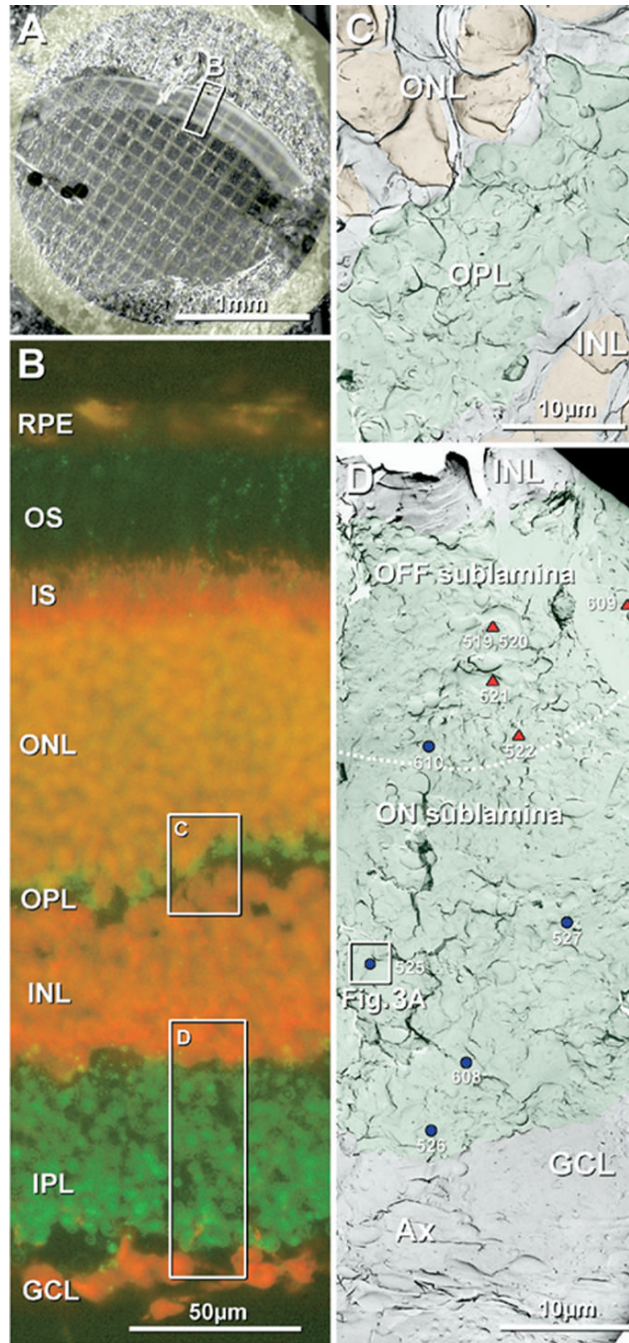 A
B
1mm
B
RPE
OS
IS
ONL
C
OPL
INL
D
IPL
GCL
50µm
C
ONL
OPL
INL
10µm
D
INL
OFF sublamina
609
519,520
521
522
610
ON sublamina
527
525
Fig.3A
608
526
GCL
Ax
10µm